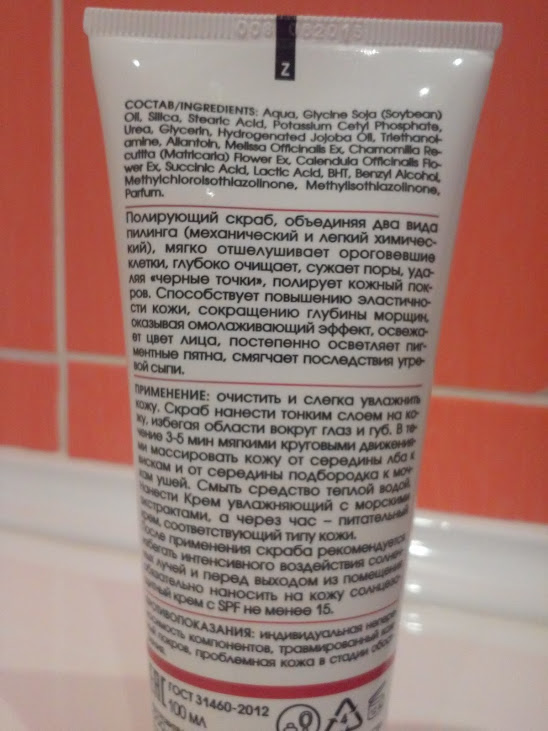 Z
СОСТАВ/INGREDIENTS: Aqua, Glycine Soja (Soybean)
Oil, Silica, Stearic Acid, Potassium Cetyl Phosphate,
Urea, Glycerin, Hydrogenated Jojoba Oil, Triethanol-
amine, Allantoin, Melissa Officinalis Ex, Chamomilla Re-
cutita (Matricaria) Flower Ex, Calendula Officinalis Flo-
wer Ex, Succinic Acid, Lactic Acid, BHT, Benzyl Alcohol,
Methylchloroisothiazolinone, Methylisothiazolinone,
Parfum.
Полирующий скраб, объединяя два вида
пилинга (механический и легкий химичес-
кий), мягко отшелушивает ороговевшие
клетки, глубоко очищает, сужает поры, уда-
ляя «черные точки», полирует кожный пок-
ров. Способствует повышению эластично-
сти кожи, сокращению глубины морщин,
оказывая омолаживающий эффект, освежа-
ет цвет лица, постепенно осветляет пиг-
ментные пятна, смягчает последствия угре-
вой сыпи.
ПРИМЕНЕНИЕ: очистить и слегка увлажнить
кожу. Скраб нанести тонким слоем на ко-
жу, избегая области вокруг глаз и губ. В те-
чение 3-5 мин мягкими круговыми движени-
ми массировать кожу от середины лба к
вискам и от середины подбородка к моч-
кам ушей. Смыть средство теплой водой.
Нанести Крем увлажняющий с морскими
экстрактами, а через час – питательный
крем, соответствующий типу кожи.
После применения скраба рекомендуется
избегать интенсивного воздействия солнеч-
ных лучей и перед выходом из помещения
обязательно наносить на кожу солнцеза-
щитный крем с SPF не менее 15.
ПРОТИВОПОКАЗАНИЯ: индивидуальная непере-
носимость компонентов, травмированный кож-
ный покров, проблемная кожа в стадии обост-
рения.
EAC ГОСТ 31460-2012
100 МЛ
4